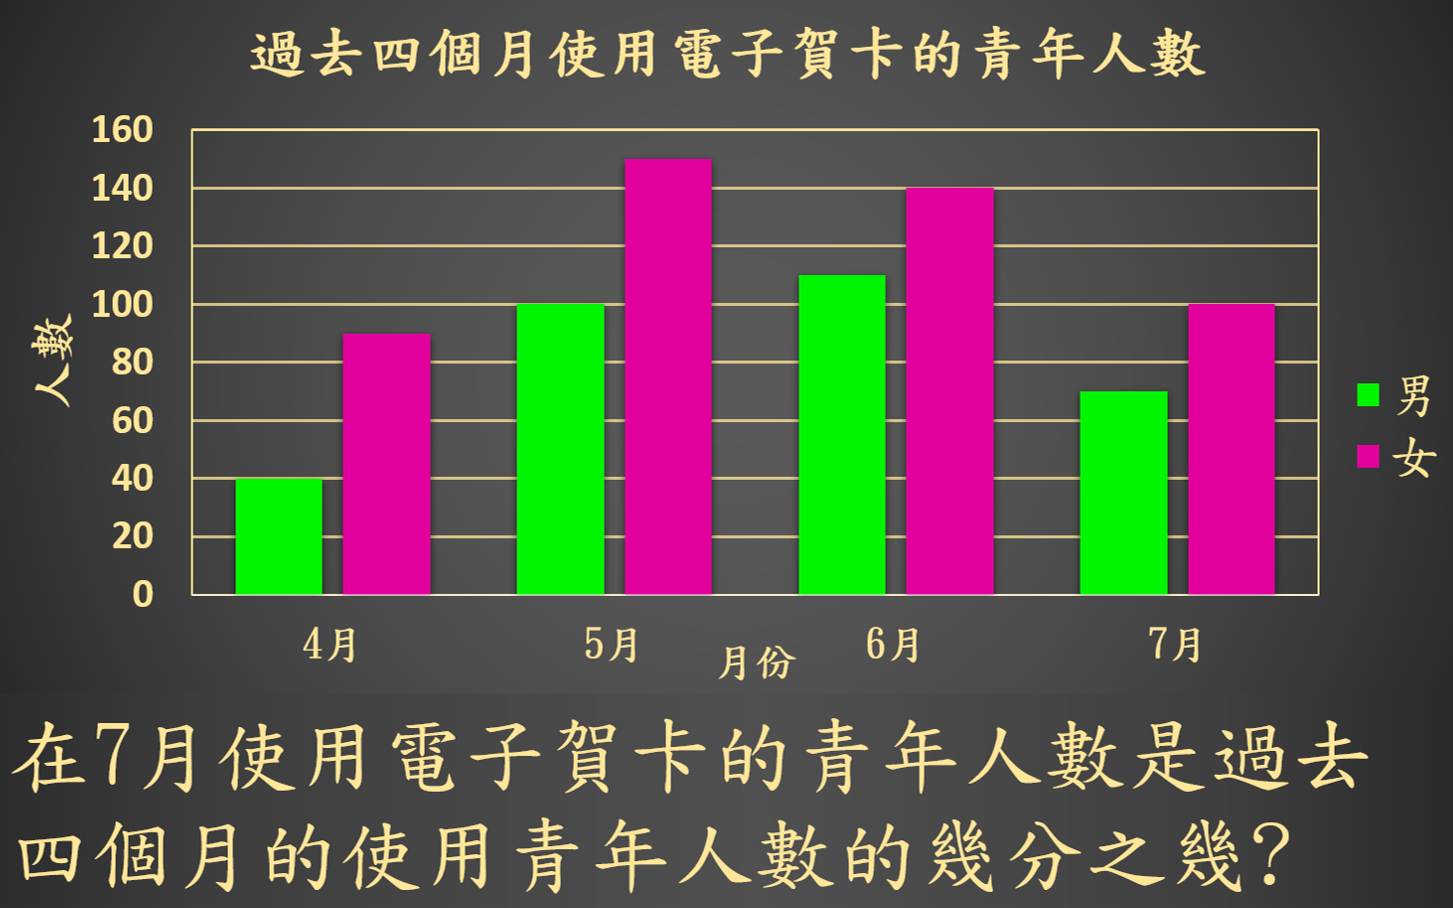 過去四個月使用電子賀卡的青年人數
160
140
120
100
80
60
40
20
0
人數
4月
5月
6月
7月
月份
男
女
在7月使用電子賀卡的青年人數是過去
四個月的使用青年人數的幾分之幾?